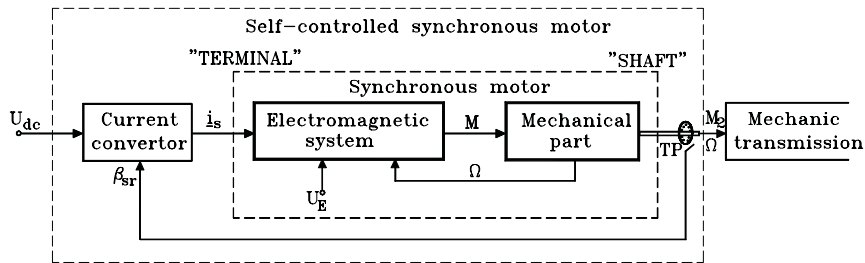 Self-controlled synchronous motor
"TERMINAL"
"SHAFT"
Synchronous motor
U_dc
Current
convertor
i_s
Electromagnetic
system
M
Mechanical
part
TP
M_2
Ω
Mechanic
transmission
β_sr
U_E
Ω